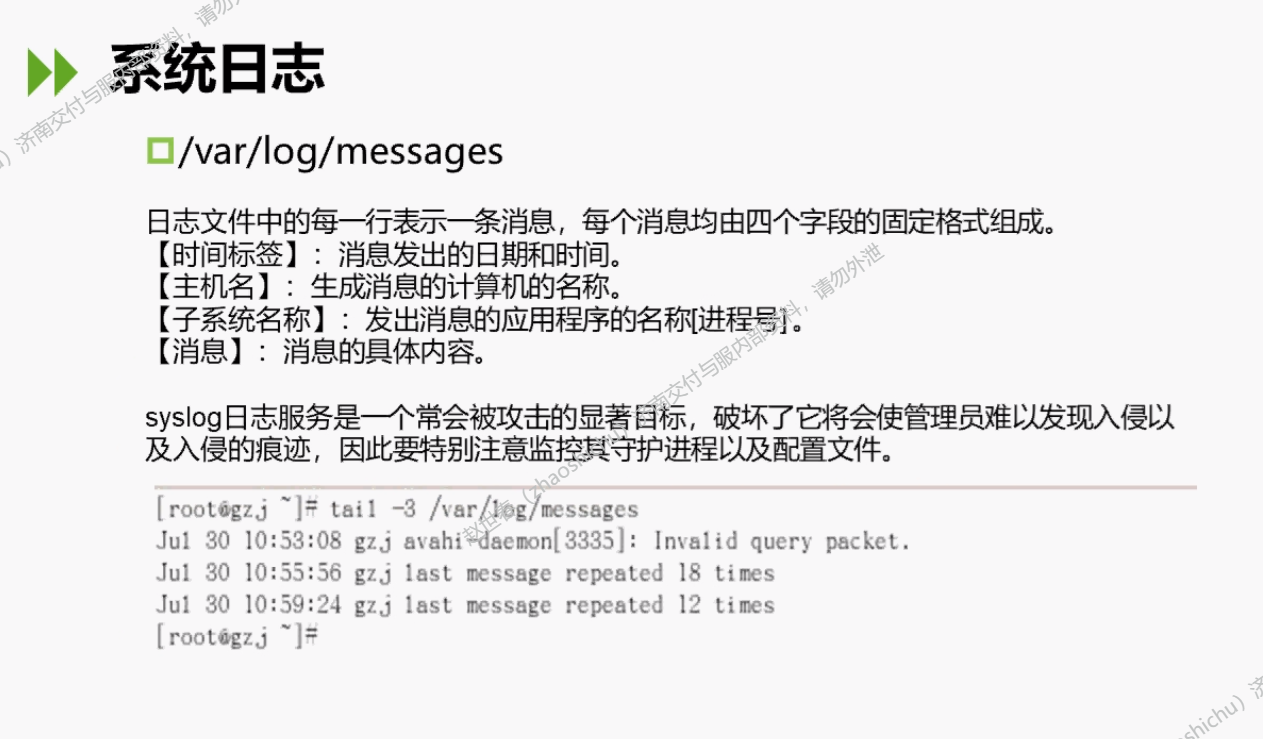 系统日志
/var/log/messages
日志文件中的每一行表示一条消息，每个消息均由四个字段的固定格式组成。
【时间标签】：消息发出的日期和时间。
【主机名】：生成消息的计算机的名称。
【子系统名称】：发出消息的应用程序的名称[进程号]。
【消息】：消息的具体内容。
syslog日志服务是一个常会被攻击的显著目标，破坏了它将会使管理员难以发现入侵以
及入侵的痕迹，因此要特别注意监控其守护进程以及配置文件。
[root@gzj ~]# tail -3 /var/log/messages
Jul 30 10:53:08 gzj avahi-daemon[3335]: Invalid query packet.
Jul 30 10:55:56 gzj last message repeated 18 times
Jul 30 10:59:24 gzj last message repeated 12 times
[root@gzj ~]#
济南交付与服内部资料，请勿
（zhaoshichu）济南交付与服内部资料，请勿外泄
shichu）济